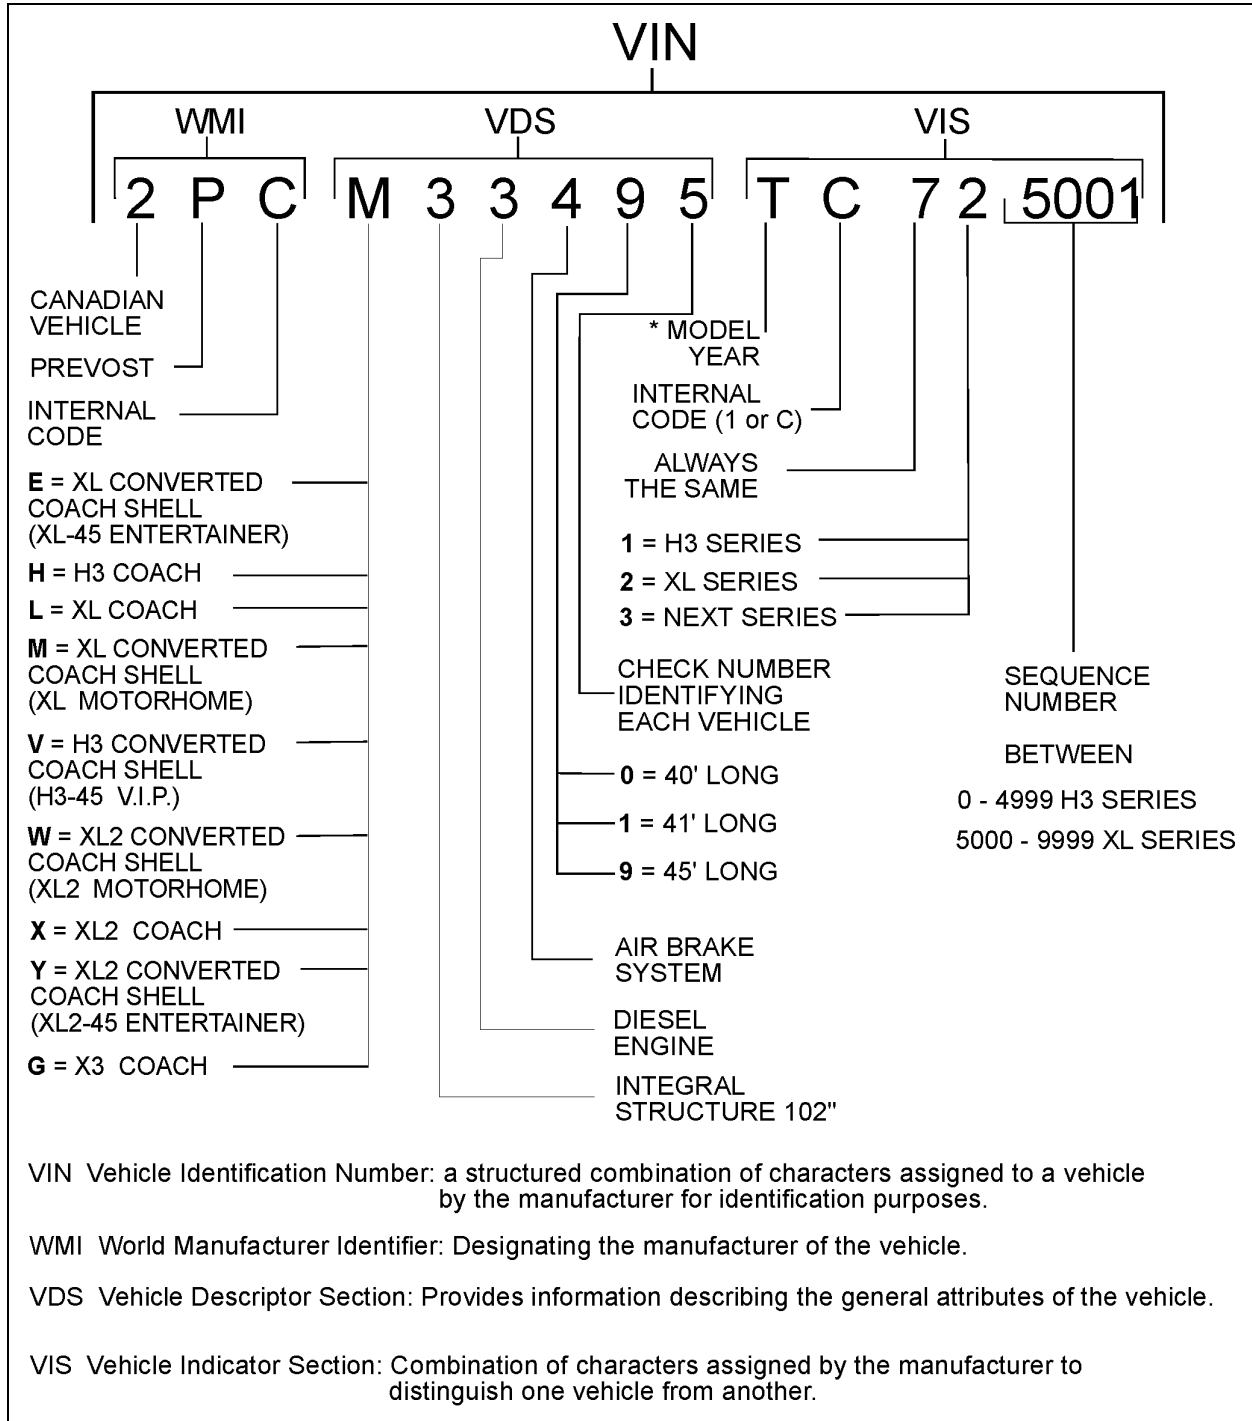 VIN
WMI VDS VIS
2 P C M 3 3 4 9 5 T C 7 2 5001
CANADIAN
VEHICLE
PREVOST
INTERNAL
CODE
E = XL CONVERTED
COACH SHELL
(XL-45 ENTERTAINER)
H = H3 COACH
L = XL COACH
M = XL CONVERTED
COACH SHELL
(XL MOTORHOME)
V = H3 CONVERTED
COACH SHELL
(H3-45 V.I.P.)
W = XL2 CONVERTED
COACH SHELL
(XL2 MOTORHOME)
X = XL2 COACH
Y = XL2 CONVERTED
COACH SHELL
(XL2-45 ENTERTAINER)
G = X3 COACH
* MODEL
YEAR
INTERNAL
CODE (1 or C)
ALWAYS
THE SAME
1 = H3 SERIES
2 = XL SERIES
3 = NEXT SERIES
CHECK NUMBER
IDENTIFYING
EACH VEHICLE
0 = 40' LONG
1 = 41' LONG
9 = 45' LONG
AIR BRAKE
SYSTEM
DIESEL
ENGINE
INTEGRAL
STRUCTURE 102"
SEQUENCE
NUMBER
BETWEEN
0 - 4999 H3 SERIES
5000 - 9999 XL SERIES
VIN Vehicle Identification Number: a structured combination of characters assigned to a vehicle
by the manufacturer for identification purposes.
WMI World Manufacturer Identifier: Designating the manufacturer of the vehicle.
VDS Vehicle Descriptor Section: Provides information describing the general attributes of the vehicle.
VIS Vehicle Indicator Section: Combination of characters assigned by the manufacturer to
distinguish one vehicle from another.